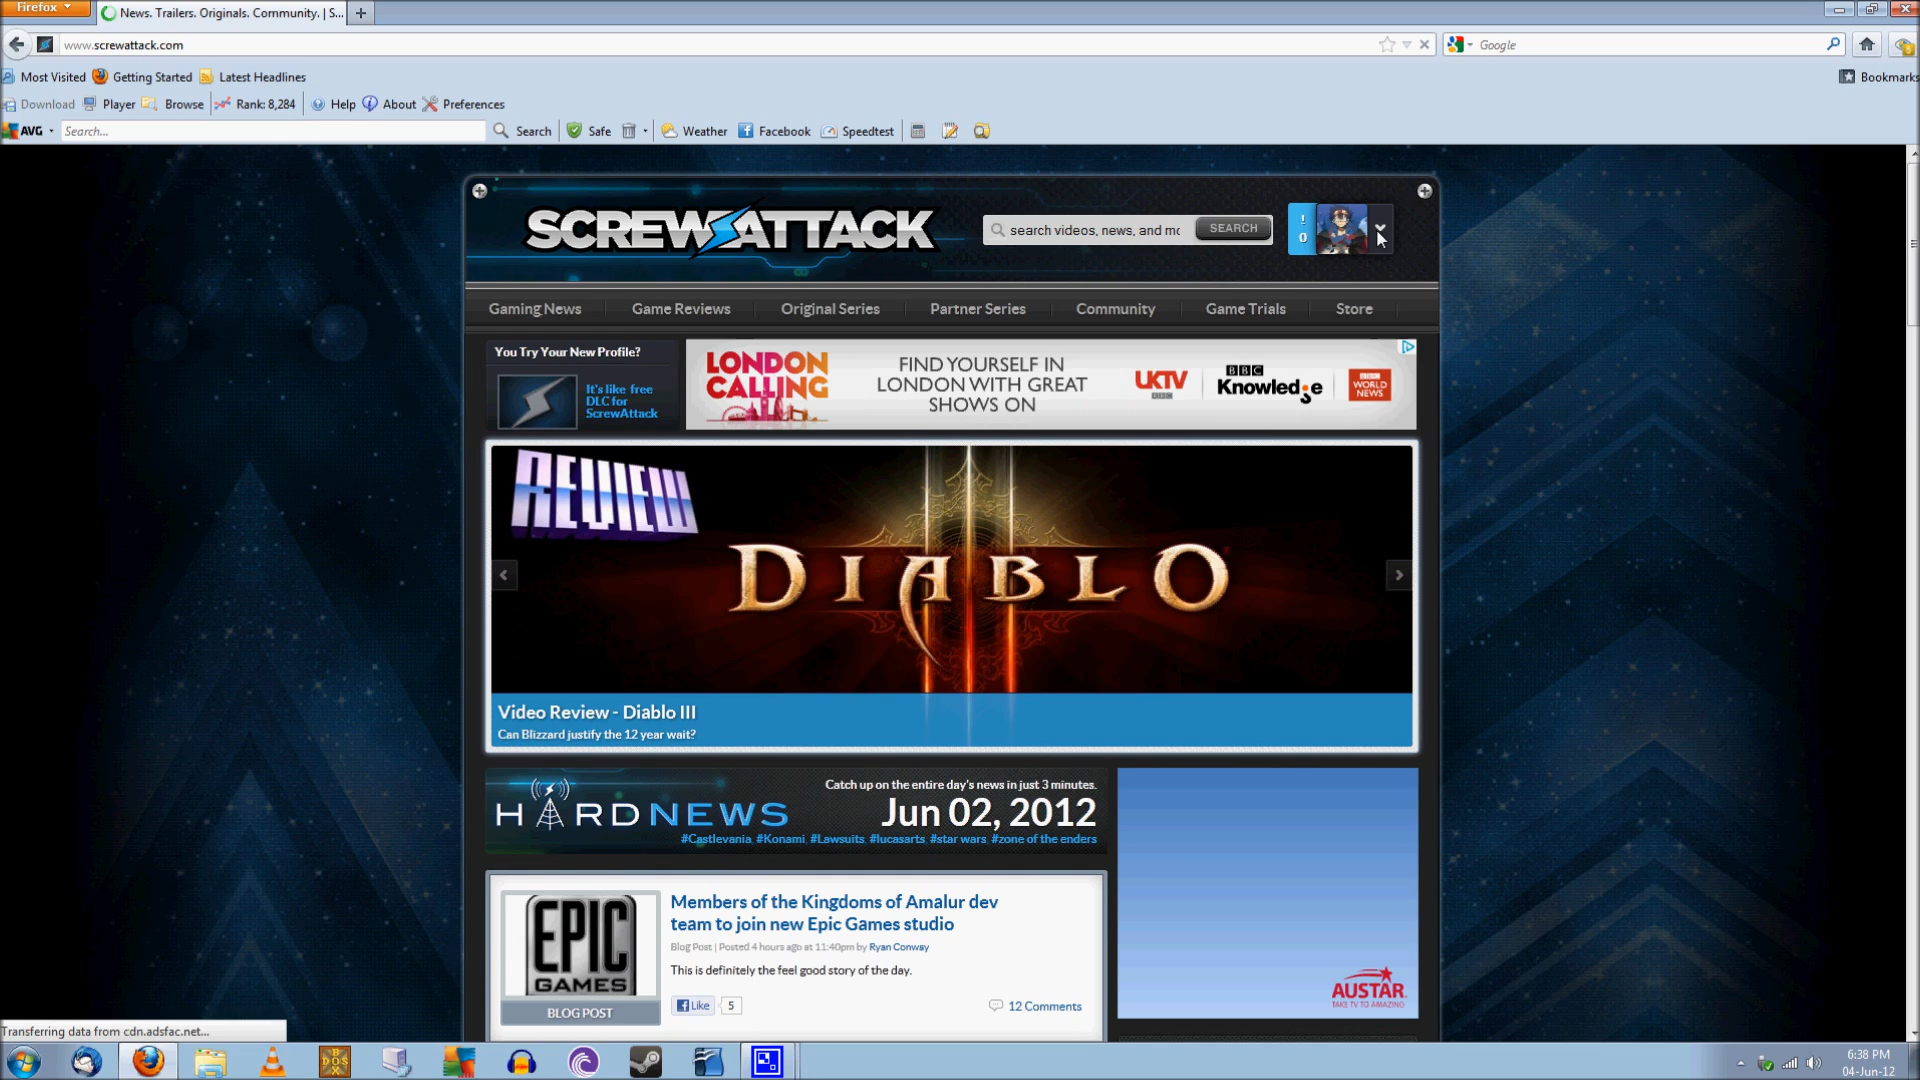 Firefox
News. Trailers. Originals. Community. | S...
www.screwattack.com
Google
Most Visited
Getting Started
Latest Headlines
Bookmarks
Download
Player
Browse
Rank: 8,284
Help
About
Preferences
AVG
Search...
Search
Safe
Weather
Facebook
Speedtest
SCREWATTACK
search videos, news, and mo
SEARCH
!
0
Gaming News
Game Reviews
Original Series
Partner Series
Community
Game Trials
Store
You Try Your New Profile?
It's like free
DLC for
ScrewAttack
LONDON
CALLING
FIND YOURSELF IN
LONDON WITH GREAT
SHOWS ON
UKTV
BBC
Knowledge
WORLD
NEWS
REVIEW
DIABLO
Video Review - Diablo III
Can Blizzard justify the 12 year wait?
HARDNEWS
Catch up on the entire day's news in just 3 minutes.
Jun 02, 2012
#Castlevania, #Konami, #Lawsuits, #lucasarts, #star wars, #zone of the enders
EPIC
GAMES
BLOG POST
Members of the Kingdoms of Amalur dev
team to join new Epic Games studio
Blog Post | Posted 4 hours ago at 11:40pm by Ryan Conway
This is definitely the feel good story of the day.
Like
5
12 Comments
AUSTAR
TAKE TV TO AMAZING
Transferring data from cdn.adsfac.net...
6:38 PM
04-Jun-12